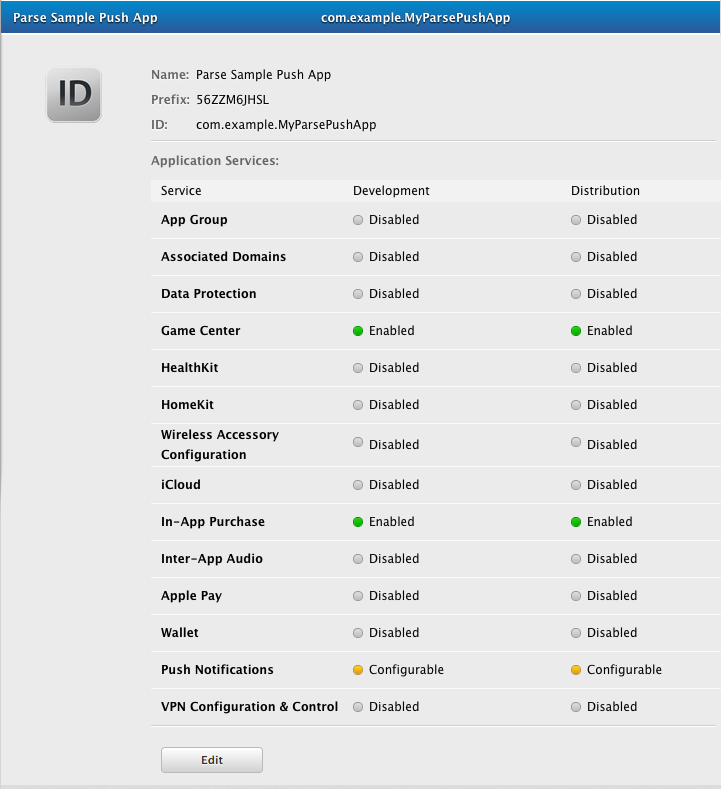 Parse Sample Push App com.example.MyParsePushApp
ID
Name: Parse Sample Push App
Prefix: 56ZZM6JHSL
ID: com.example.MyParsePushApp
Application Services:
Service Development Distribution
App Group Disabled Disabled
Associated Domains Disabled Disabled
Data Protection Disabled Disabled
Game Center Enabled Enabled
HealthKit Disabled Disabled
HomeKit Disabled Disabled
Wireless Accessory
Configuration Disabled Disabled
iCloud Disabled Disabled
In-App Purchase Enabled Enabled
Inter-App Audio Disabled Disabled
Apple Pay Disabled Disabled
Wallet Disabled Disabled
Push Notifications Configurable Configurable
VPN Configuration & Control Disabled Disabled
Edit